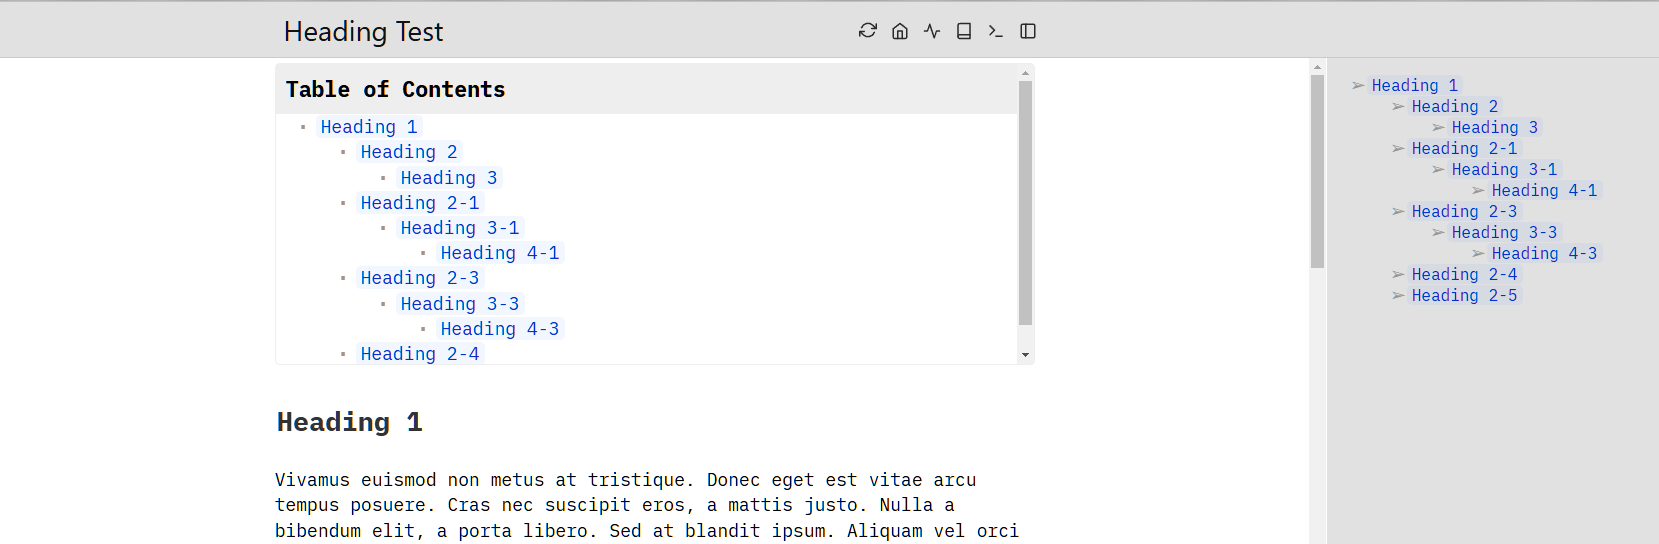 Heading Test
Table of Contents
Heading 1
Heading 2
Heading 3
Heading 2-1
Heading 3-1
Heading 4-1
Heading 2-3
Heading 3-3
Heading 4-3
Heading 2-4
Heading 1
Vivamus euismod non metus at tristique. Donec eget est vitae arcu
tempus posuere. Cras nec suscipit eros, a mattis justo. Nulla a
bibendum elit, a porta libero. Sed at blandit ipsum. Aliquam vel orci
Heading 1
Heading 2
Heading 3
Heading 2-1
Heading 3-1
Heading 4-1
Heading 2-3
Heading 3-3
Heading 4-3
Heading 2-4
Heading 2-5